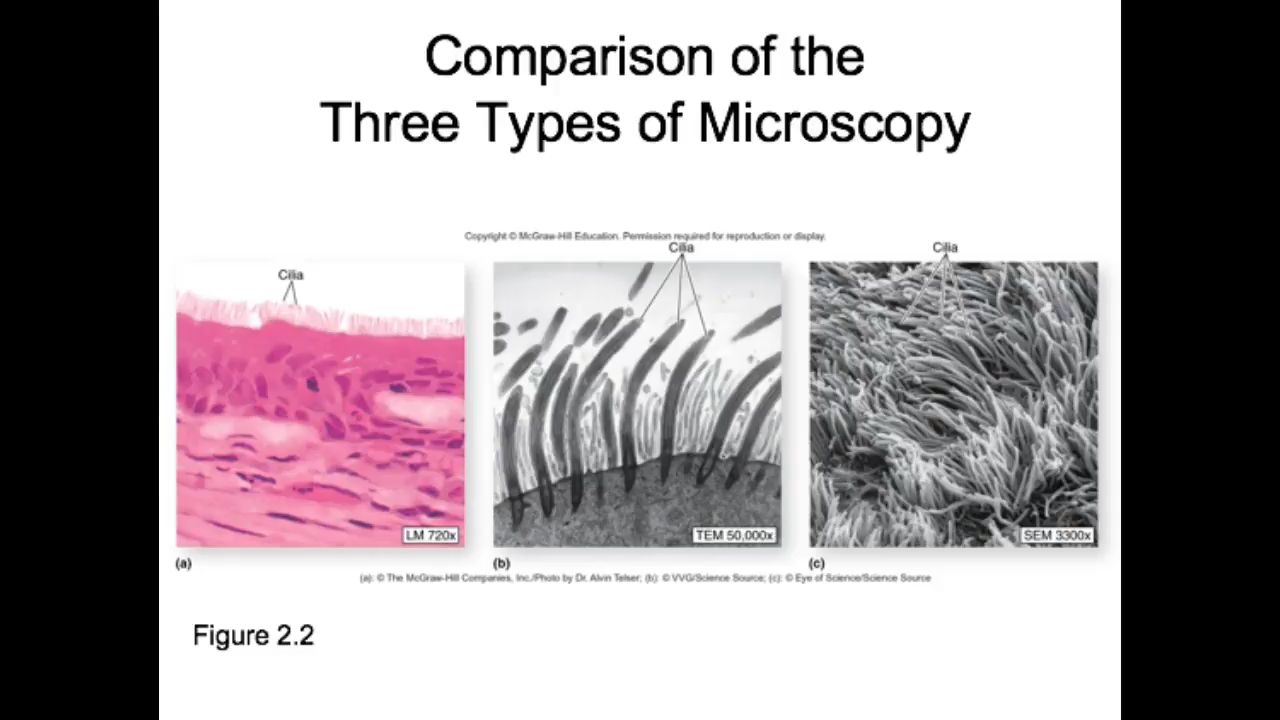 Comparison of the
Three Types of Microscopy
Copyright © McGraw-Hill Education. Permission required for reproduction or display.
Cilia
Cilia
Cilia
LM 720x
TEM 50,000x
SEM 3300x
(a)
(b)
(c)
(a): © The McGraw-Hill Companies, Inc./Photo by Dr. Alvin Telser; (b): © VVG/Science Source; (c): © Eye of Science/Science Source
Figure 2.2